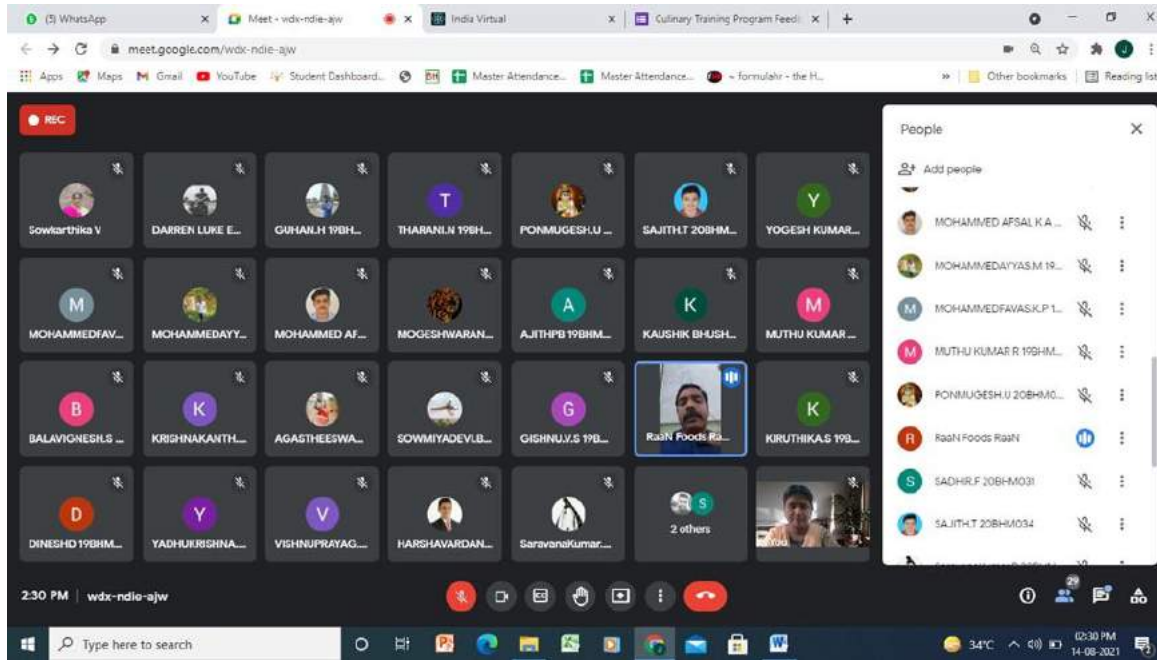 (3) WhatsApp
Meet - wdx-ndie-ajw
India Virtual
Culinary Training Program Feed
meet.google.com/wdx-ndie-ajw
Apps Maps Gmail YouTube Student Dashboard... Master Attendance... Master Attendance... ~ formulahr - the H... Other bookmarks Reading list
REC
People
Add people
Sowkarthika V
DARREN LUKE E...
GUHAN.H 19BH...
THARANI.N 19BH...
PONMUGESH.U ...
SAJITH.T 20BHM...
YOGESH KUMAR...
MOHAMMEDFAV...
MOHAMMEDAYY...
MOHAMMED AF...
MOGESHWARAN...
AJITHPB 19BHM...
KAUSHIK BHUSH...
MUTHU KUMAR ...
BALAVIGNESH.S ...
KRISHNAKANTH...
AGASTHEESWA...
SOWMIYADEVI.B...
GISHNU.V.S 19B...
RaaN Foods Ra...
KIRUTHIKA.S 19B...
DINESHD 19BHM...
YADHUKRISHNA...
VISHNUPRAYAG...
HARSHAVARDAN...
SaravanaKumar...
2 others
You
MOHAMMED AFSAL K.A ...
MOHAMMEDAYYAS.M 19...
MOHAMMEDFAVAS.K.P 1...
MUTHU KUMAR R 19BHM...
PONMUGESH.U 20BHM0...
RaaN Foods RaaN
SADHIR.F 20BHM031
SAJITH.T 20BHM034
2:30 PM | wdx-ndie-ajw
29
Type here to search
34°C
02:30 PM
14-08-2021